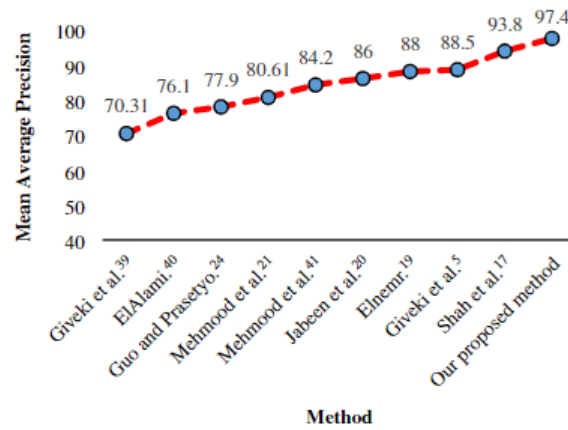 Mean Average Precision
100
90
80
70
60
50
40
70.31
76.1
77.9
80.61
84.2
86
88
88.5
93.8
97.4
Giveki et al.³⁹
ElAlami.⁴⁰
Guo and Prasetyo.²⁴
Mehmood et al.²¹
Mehmood et al.⁴¹
Jabeen et al.²⁰
Elnemr.¹⁹
Giveki et al.⁵
Shah et al.¹⁷
Our proposed method
Method